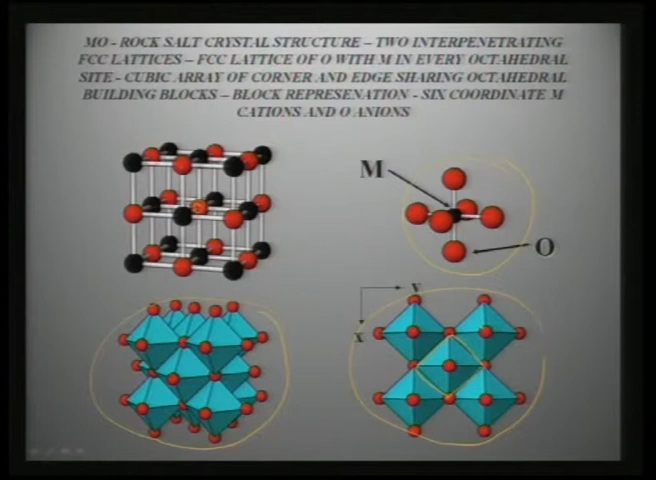 MO - ROCK SALT CRYSTAL STRUCTURE – TWO INTERPENETRATING
FCC LATTICES – FCC LATTICE OF O WITH M IN EVERY OCTAHEDRAL
SITE - CUBIC ARRAY OF CORNER AND EDGE SHARING OCTAHEDRAL
BUILDING BLOCKS – BLOCK REPRESENATION - SIX COORDINATE M
CATIONS AND O ANIONS
M
O
Y
X